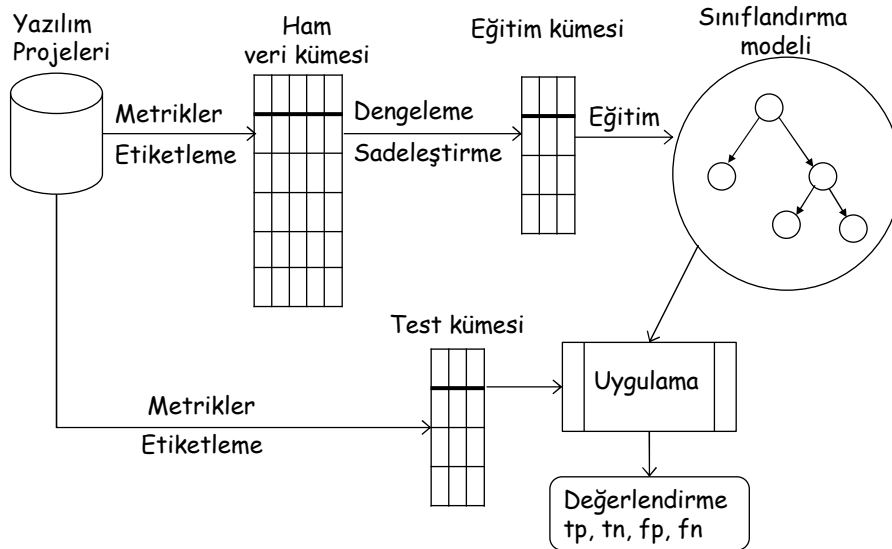 Yazılım
Projeleri
Ham
veri kümesi
Eğitim kümesi
Sınıflandırma
modeli
Metrikler
Etiketleme
Dengeleme
Sadeleştirme
Eğitim
Test kümesi
Metrikler
Etiketleme
Uygulama
Değerlendirme
tp, tn, fp, fn